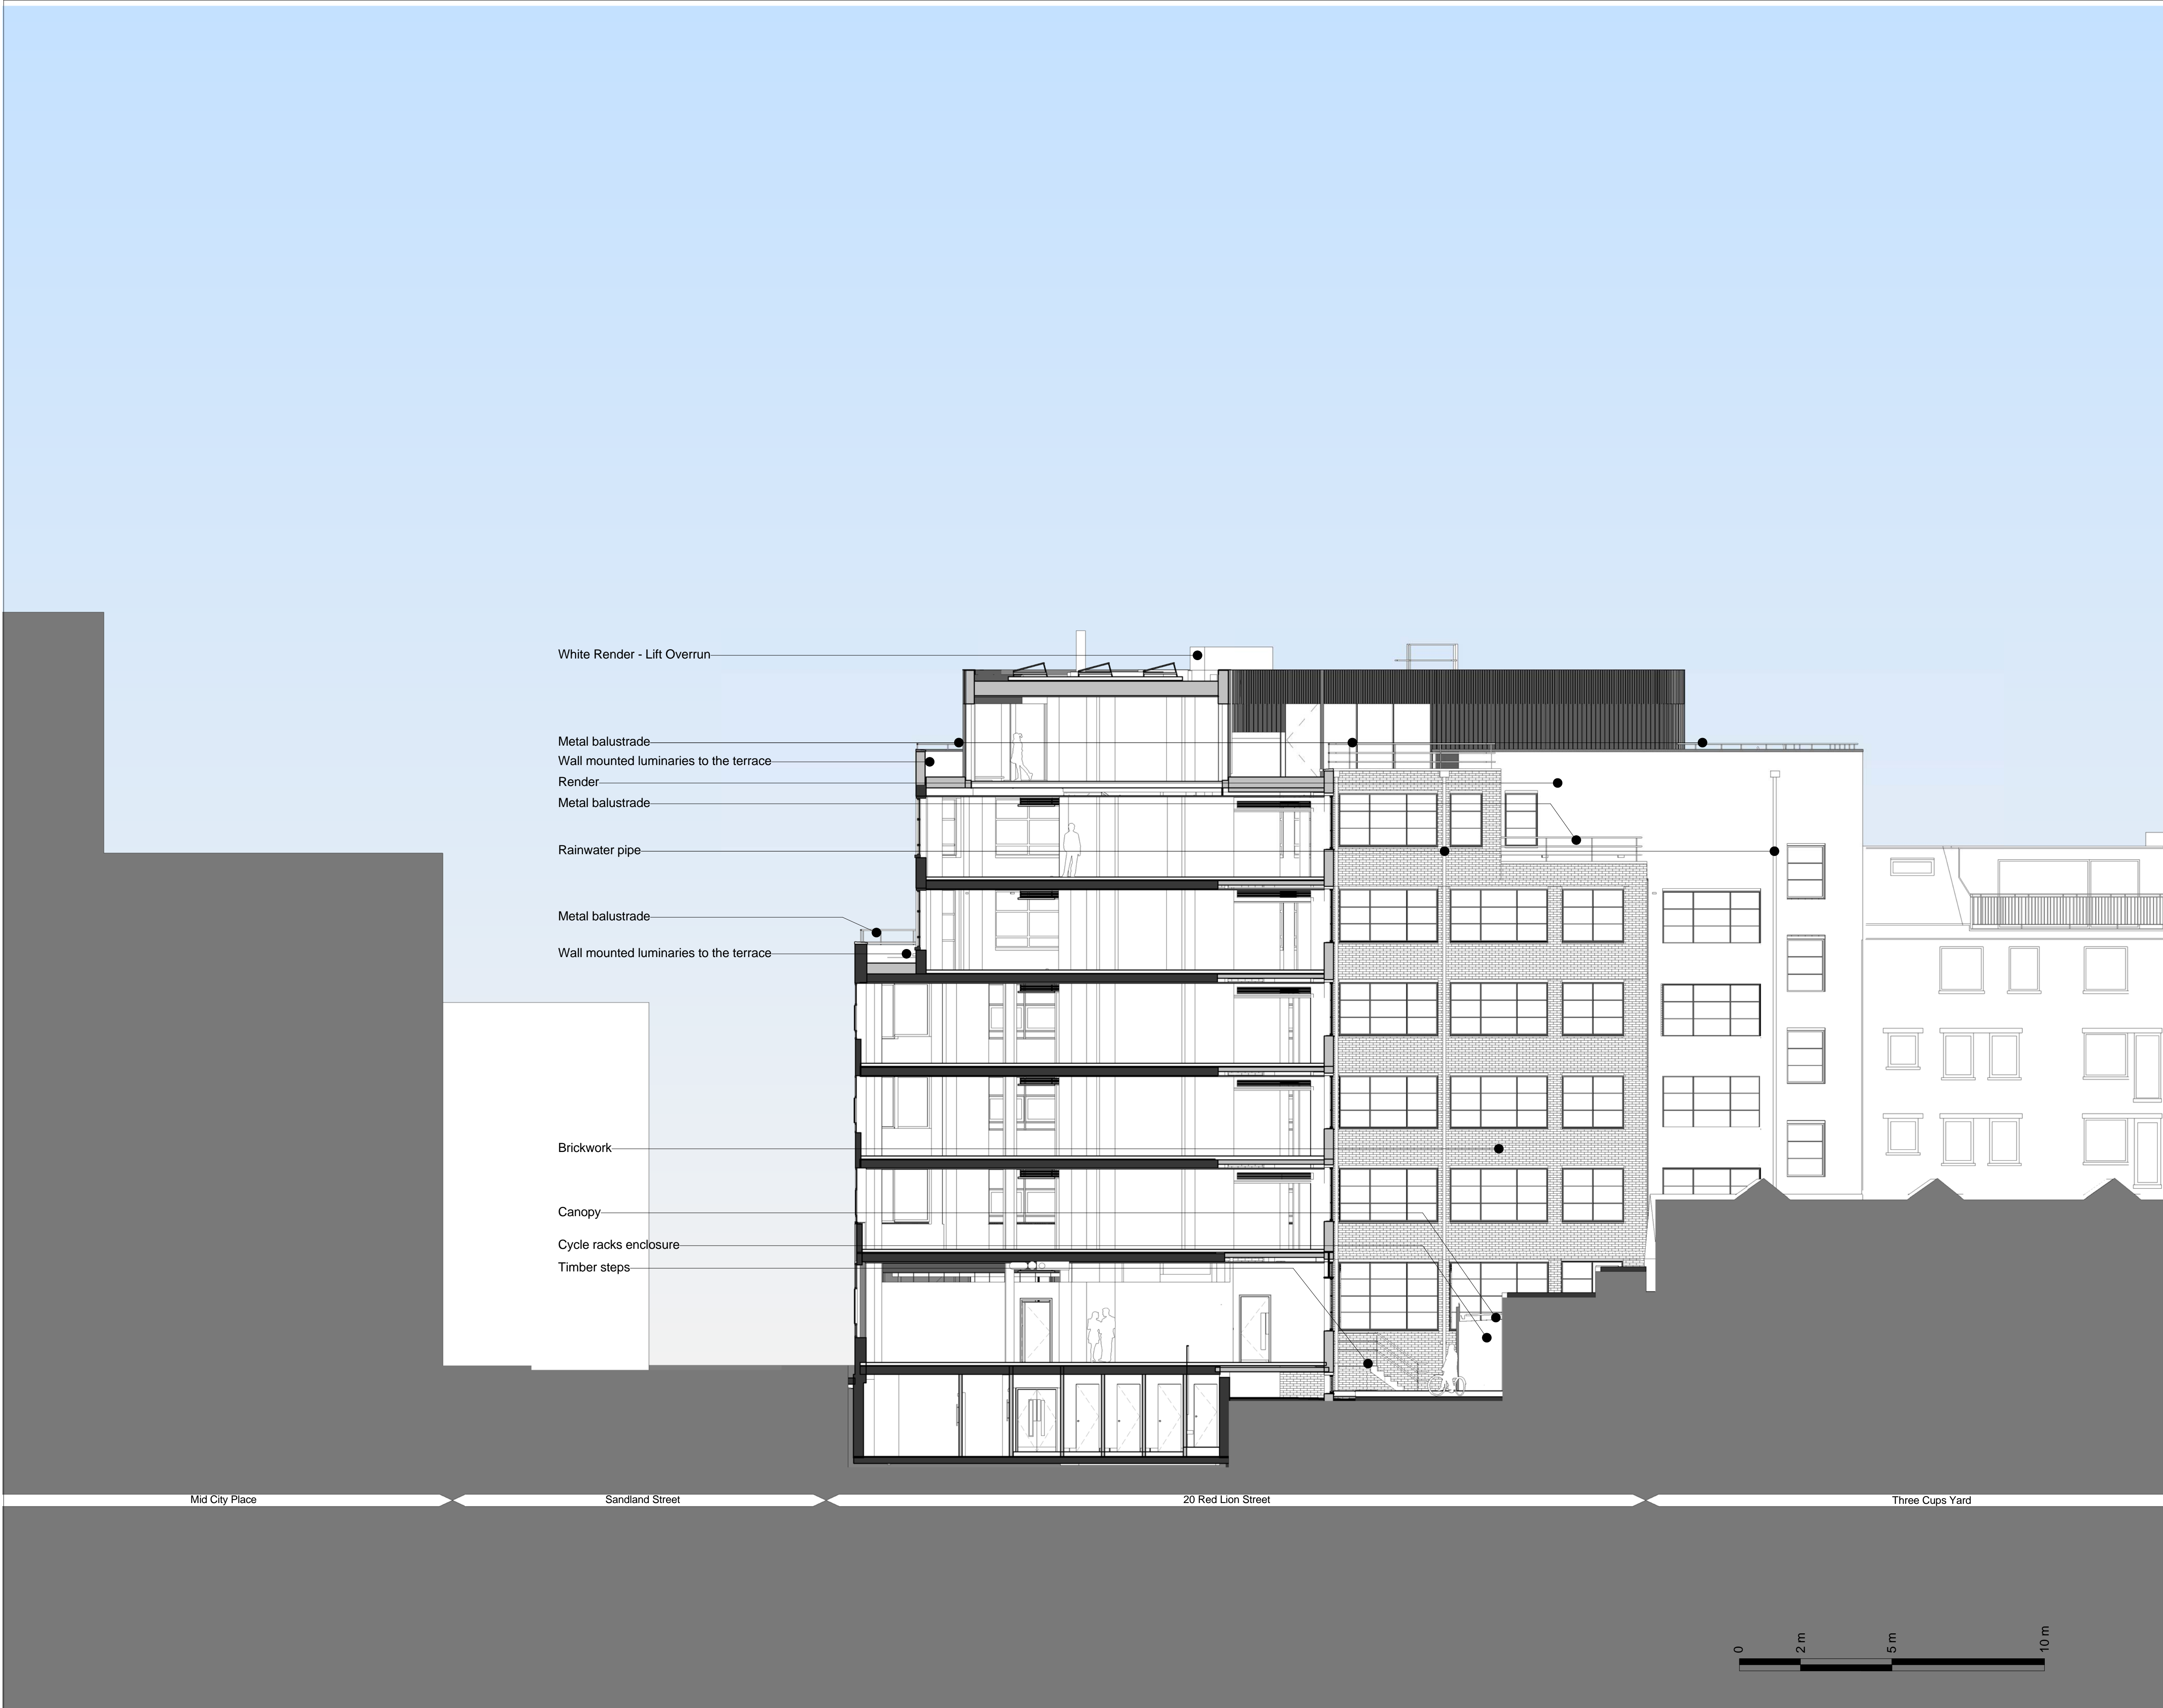 White Render - Lift Overrun
Metal balustrade
Wall mounted luminaries to the terrace
Render
Metal balustrade
Rainwater pipe
Metal balustrade
Wall mounted luminaries to the terrace
Brickwork
Canopy
Cycle racks enclosure
Timber steps
Mid City Place
Sandland Street
20 Red Lion Street
Three Cups Yard
0
2 m
5 m
10 m